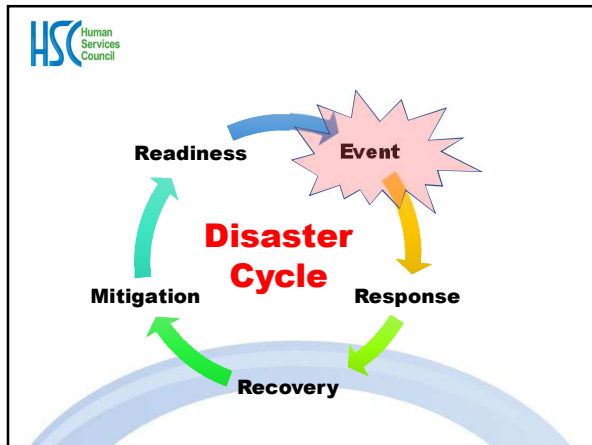 HSC Human
Services
Council
Readiness
Event
Disaster
Cycle
Mitigation
Response
Recovery